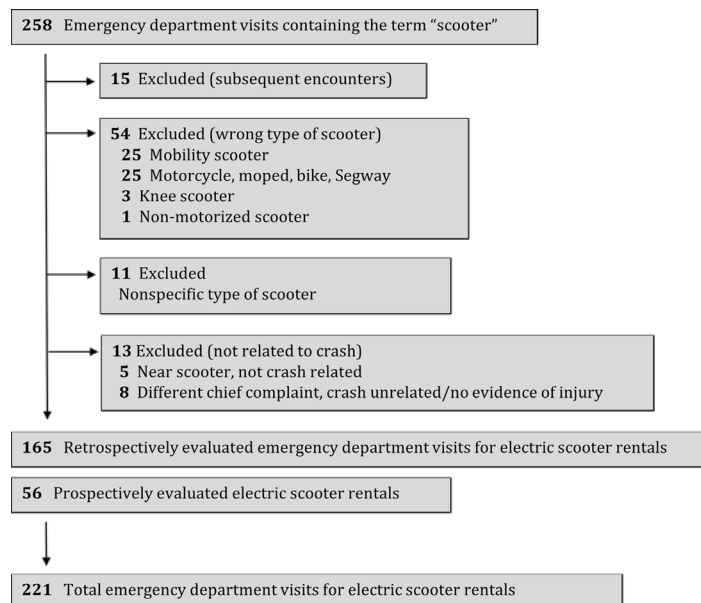 258 Emergency department visits containing the term “scooter”
15 Excluded (subsequent encounters)
54 Excluded (wrong type of scooter)
25 Mobility scooter
25 Motorcycle, moped, bike, Segway
3 Knee scooter
1 Non-motorized scooter
11 Excluded
Nonspecific type of scooter
13 Excluded (not related to crash)
5 Near scooter, not crash related
8 Different chief complaint, crash unrelated/no evidence of injury
165 Retrospectively evaluated emergency department visits for electric scooter rentals
56 Prospectively evaluated electric scooter rentals
221 Total emergency department visits for electric scooter rentals